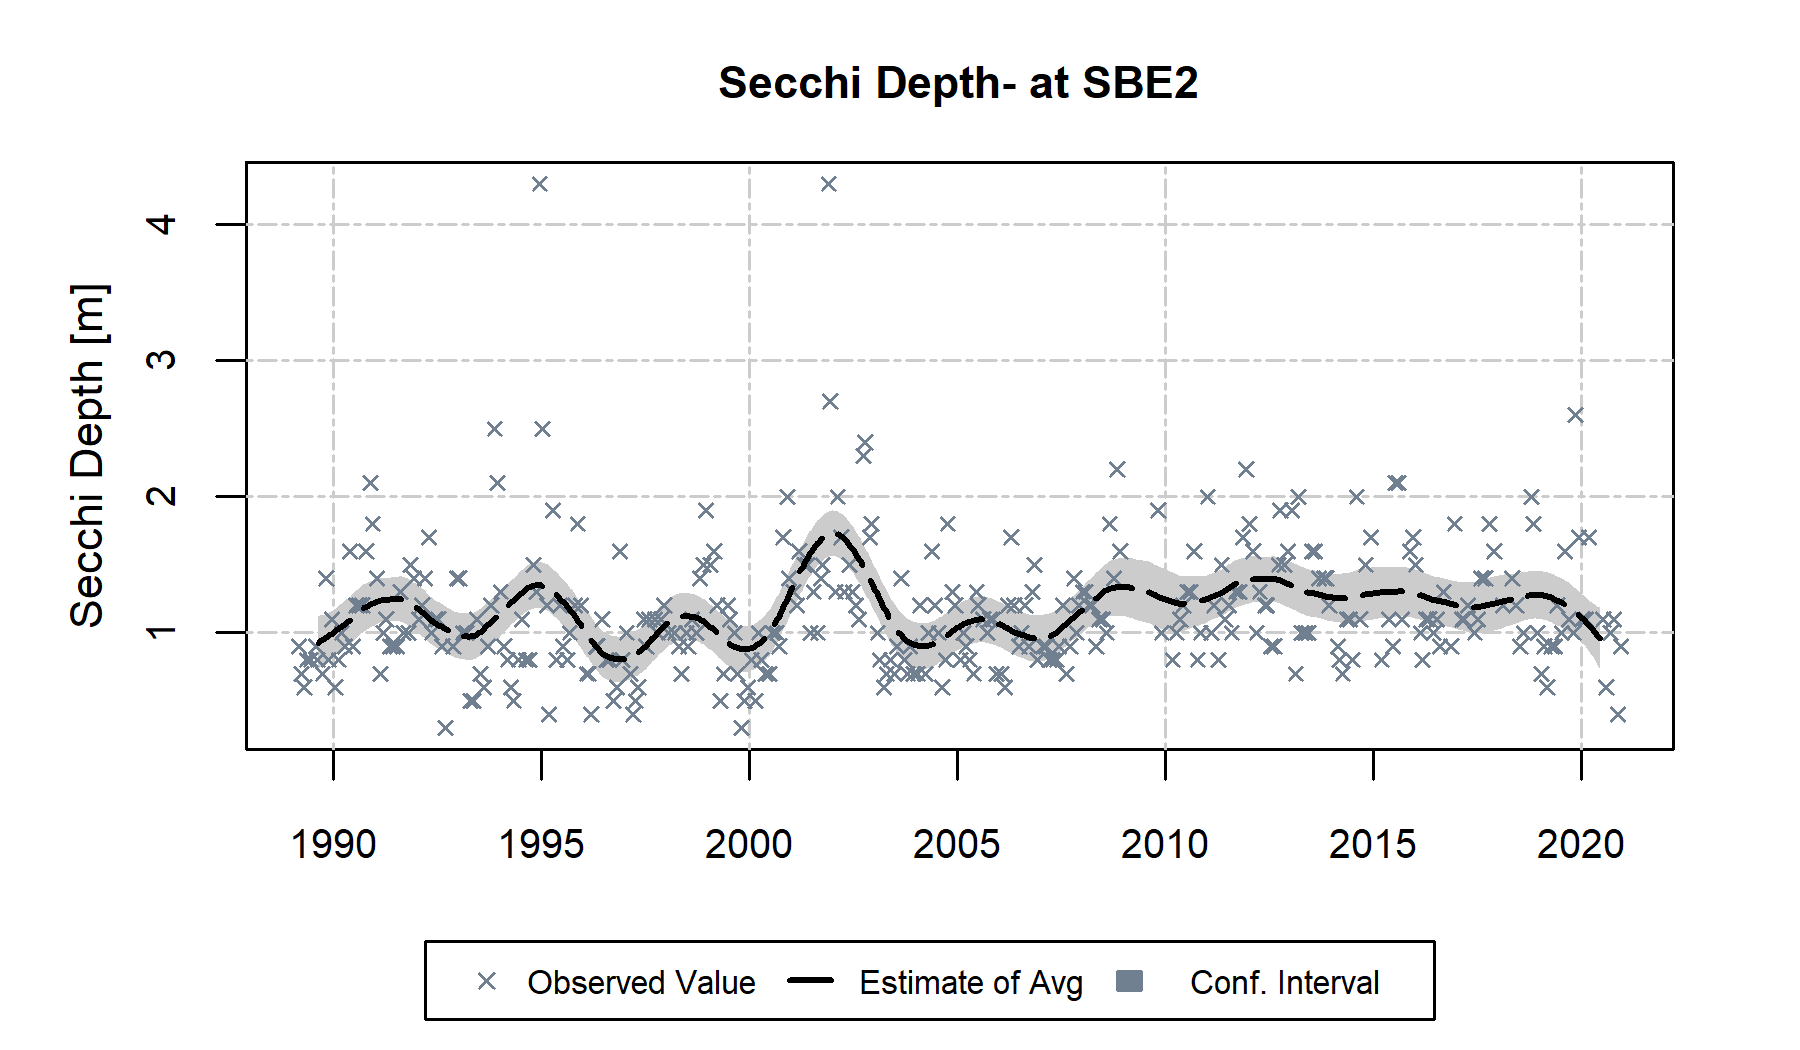 Secchi Depth- at SBE2
Secchi Depth [m]
4
3
2
1
1990 1995 2000 2005 2010 2015 2020
Observed Value Estimate of Avg Conf. Interval